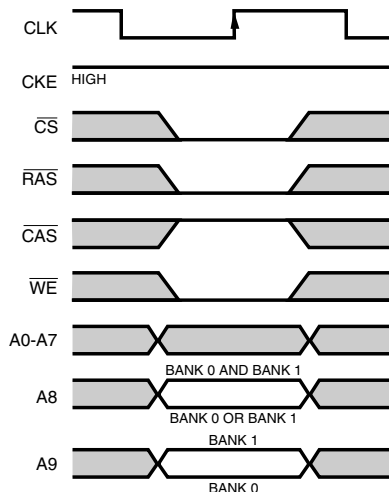 CLK
CKE HIGH
CS
RAS
CAS
WE
A0-A7
BANK 0 AND BANK 1
A8
BANK 0 OR BANK 1
BANK 1
A9
BANK 0